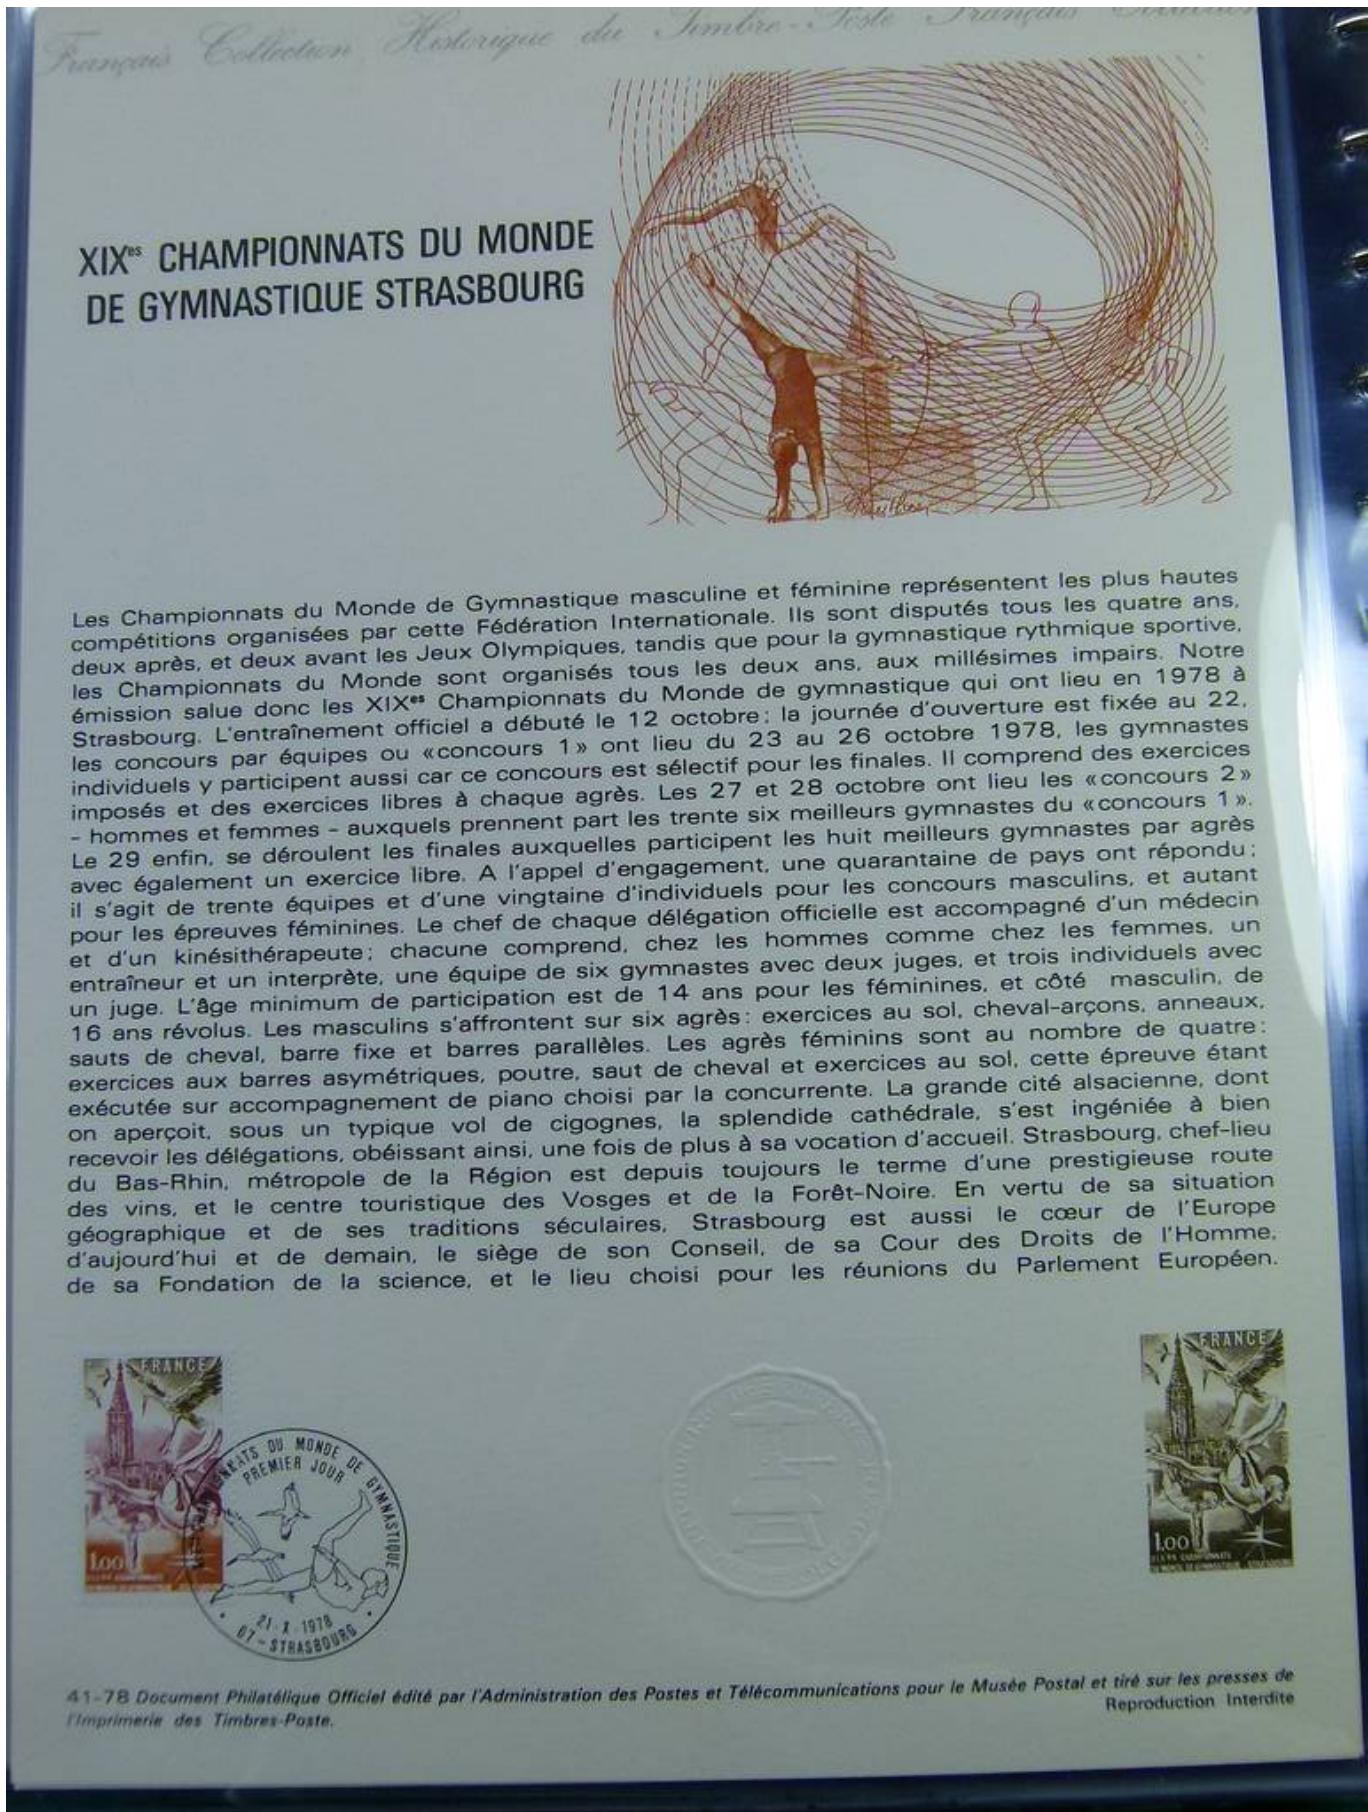 Français Collection Historique du Timbre-Poste Français
XIXes CHAMPIONNATS DU MONDE
DE GYMNASTIQUE STRASBOURG
Les Championnats du Monde de Gymnastique masculine et féminine représentent les plus hautes
compétitions organisées par cette Fédération Internationale. Ils sont disputés tous les quatre ans,
deux après, et deux avant les Jeux Olympiques, tandis que pour la gymnastique rythmique sportive,
les Championnats du Monde sont organisés tous les deux ans, aux millésimes impairs. Notre
émission salue donc les XIXes Championnats du Monde de gymnastique qui ont lieu en 1978 à
Strasbourg. L'entraînement officiel a débuté le 12 octobre; la journée d'ouverture est fixée au 22,
les concours par équipes ou «concours 1» ont lieu du 23 au 26 octobre 1978, les gymnastes
individuels y participent aussi car ce concours est sélectif pour les finales. Il comprend des exercices
imposés et des exercices libres à chaque agrès. Les 27 et 28 octobre ont lieu les «concours 2»
- hommes et femmes - auxquels prennent part les trente six meilleurs gymnastes du «concours 1».
Le 29 enfin, se déroulent les finales auxquelles participent les huit meilleurs gymnastes par agrès
avec également un exercice libre. A l'appel d'engagement, une quarantaine de pays ont répondu;
il s'agit de trente équipes et d'une vingtaine d'individuels pour les concours masculins, et autant
pour les épreuves féminines. Le chef de chaque délégation officielle est accompagné d'un médecin
et d'un kinésithérapeute; chacune comprend, chez les hommes comme chez les femmes, un
entraîneur et un interprète, une équipe de six gymnastes avec deux juges, et trois individuels avec
un juge. L'âge minimum de participation est de 14 ans pour les féminines, et côté masculin, de
16 ans révolus. Les masculins s'affrontent sur six agrès: exercices au sol, cheval-arçons, anneaux,
sauts de cheval, barre fixe et barres parallèles. Les agrès féminins sont au nombre de quatre:
exercices aux barres asymétriques, poutre, saut de cheval et exercices au sol, cette épreuve étant
exécutée sur accompagnement de piano choisi par la concurrente. La grande cité alsacienne, dont
on aperçoit, sous un typique vol de cigognes, la splendide cathédrale, s'est ingéniée à bien
recevoir les délégations, obéissant ainsi, une fois de plus à sa vocation d'accueil. Strasbourg, chef-lieu
du Bas-Rhin, métropole de la Région est depuis toujours le terme d'une prestigieuse route
des vins, et le centre touristique des Vosges et de la Forêt-Noire. En vertu de sa situation
géographique et de ses traditions séculaires, Strasbourg est aussi le cœur de l'Europe
d'aujourd'hui et de demain, le siège de son Conseil, de sa Cour des Droits de l'Homme,
de sa Fondation de la science, et le lieu choisi pour les réunions du Parlement Européen.
FRANCE
1.00
DU MONDE DE GYMNASTIQUE
PREMIER JOUR
21-X-1978
67-STRASBOURG
FRANCE
1.00
41-78 Document Philatélique Officiel édité par l'Administration des Postes et Télécommunications pour le Musée Postal et tiré sur les presses de
l'Imprimerie des Timbres-Poste.
Reproduction Interdite